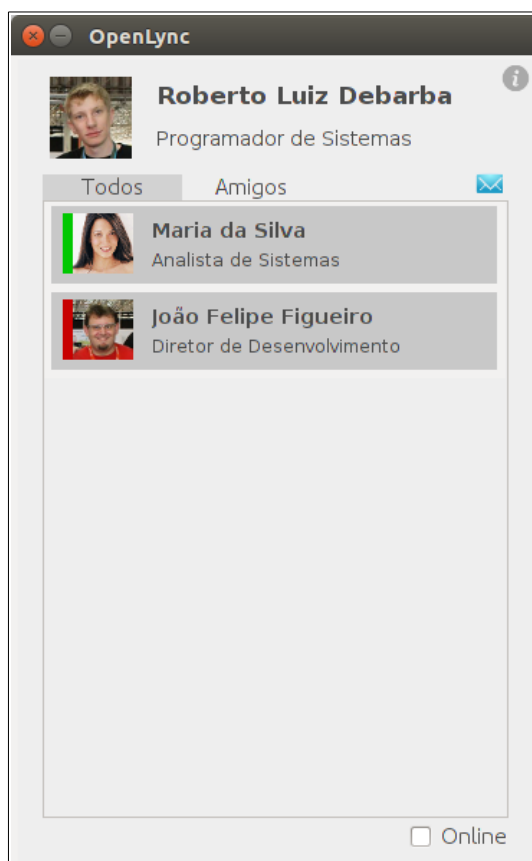 OpenLync
Roberto Luiz Debarba
Programador de Sistemas
Todos Amigos
Maria da Silva
Analista de Sistemas
João Felipe Figueiro
Diretor de Desenvolvimento
Online